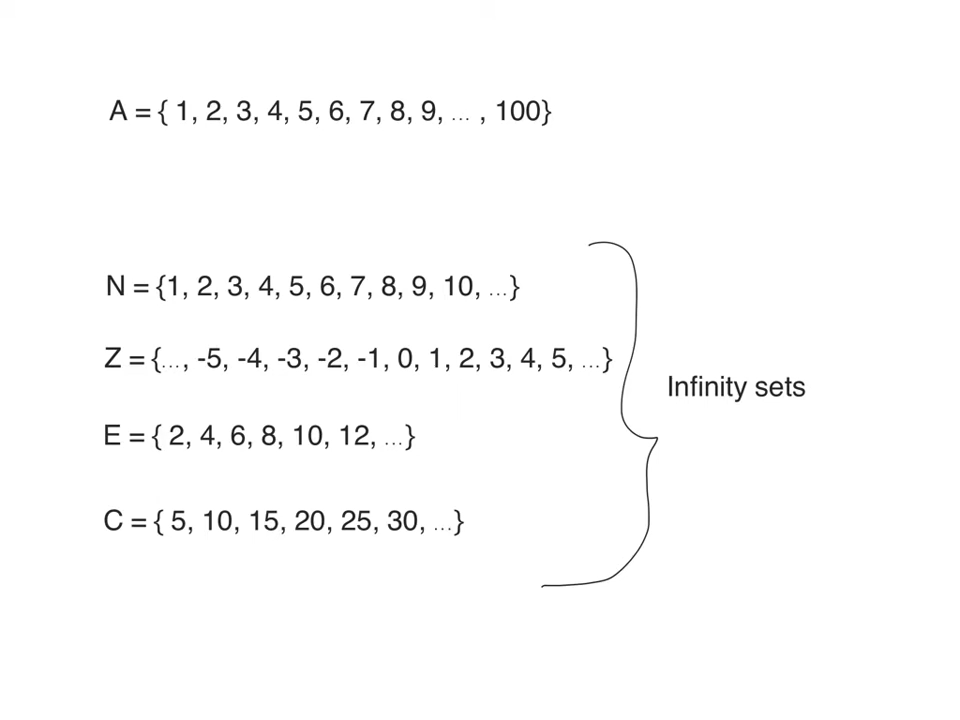 A = { 1, 2, 3, 4, 5, 6, 7, 8, 9, ... , 100}
N = {1, 2, 3, 4, 5, 6, 7, 8, 9, 10, ...}
Z = {..., -5, -4, -3, -2, -1, 0, 1, 2, 3, 4, 5, ...}
Infinity sets
E = { 2, 4, 6, 8, 10, 12, ...}
C = { 5, 10, 15, 20, 25, 30, ...}